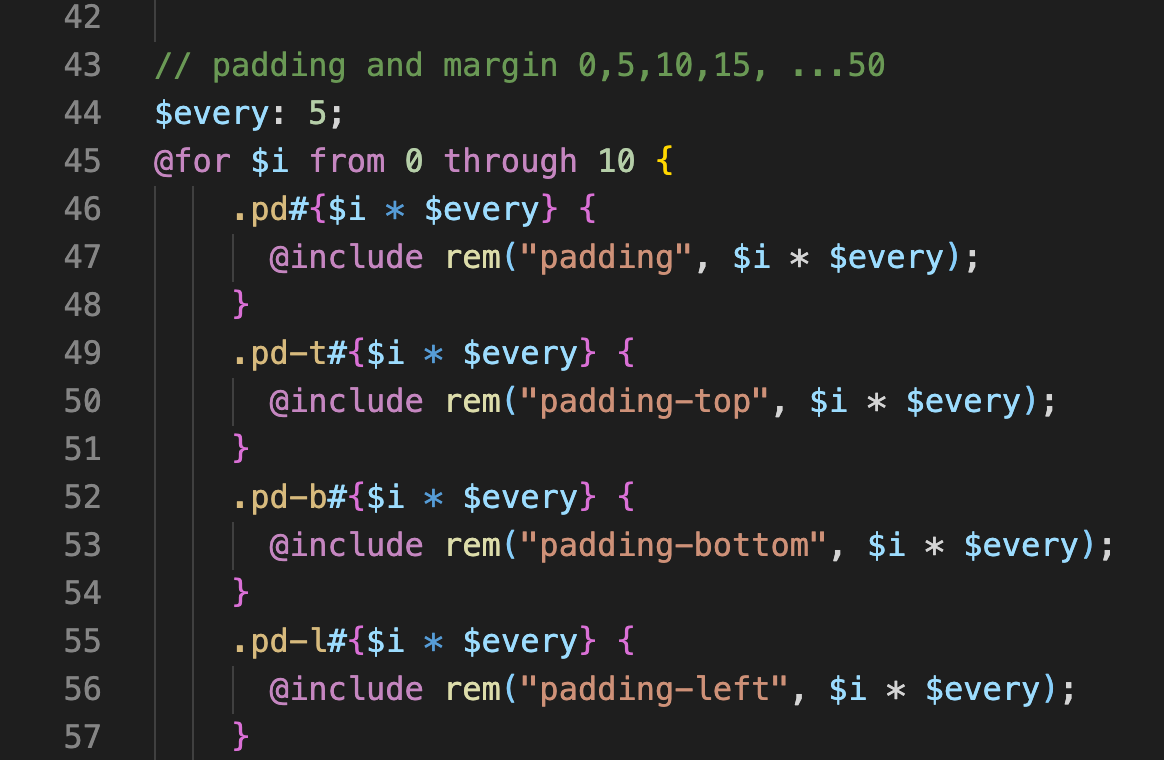 42
43 // padding and margin 0,5,10,15, ...50
44 $every: 5;
45 @for $i from 0 through 10 {
46 .pd#{$i * $every} {
47 @include rem("padding", $i * $every);
48 }
49 .pd-t#{$i * $every} {
50 @include rem("padding-top", $i * $every);
51 }
52 .pd-b#{$i * $every} {
53 @include rem("padding-bottom", $i * $every);
54 }
55 .pd-l#{$i * $every} {
56 @include rem("padding-left", $i * $every);
57 }